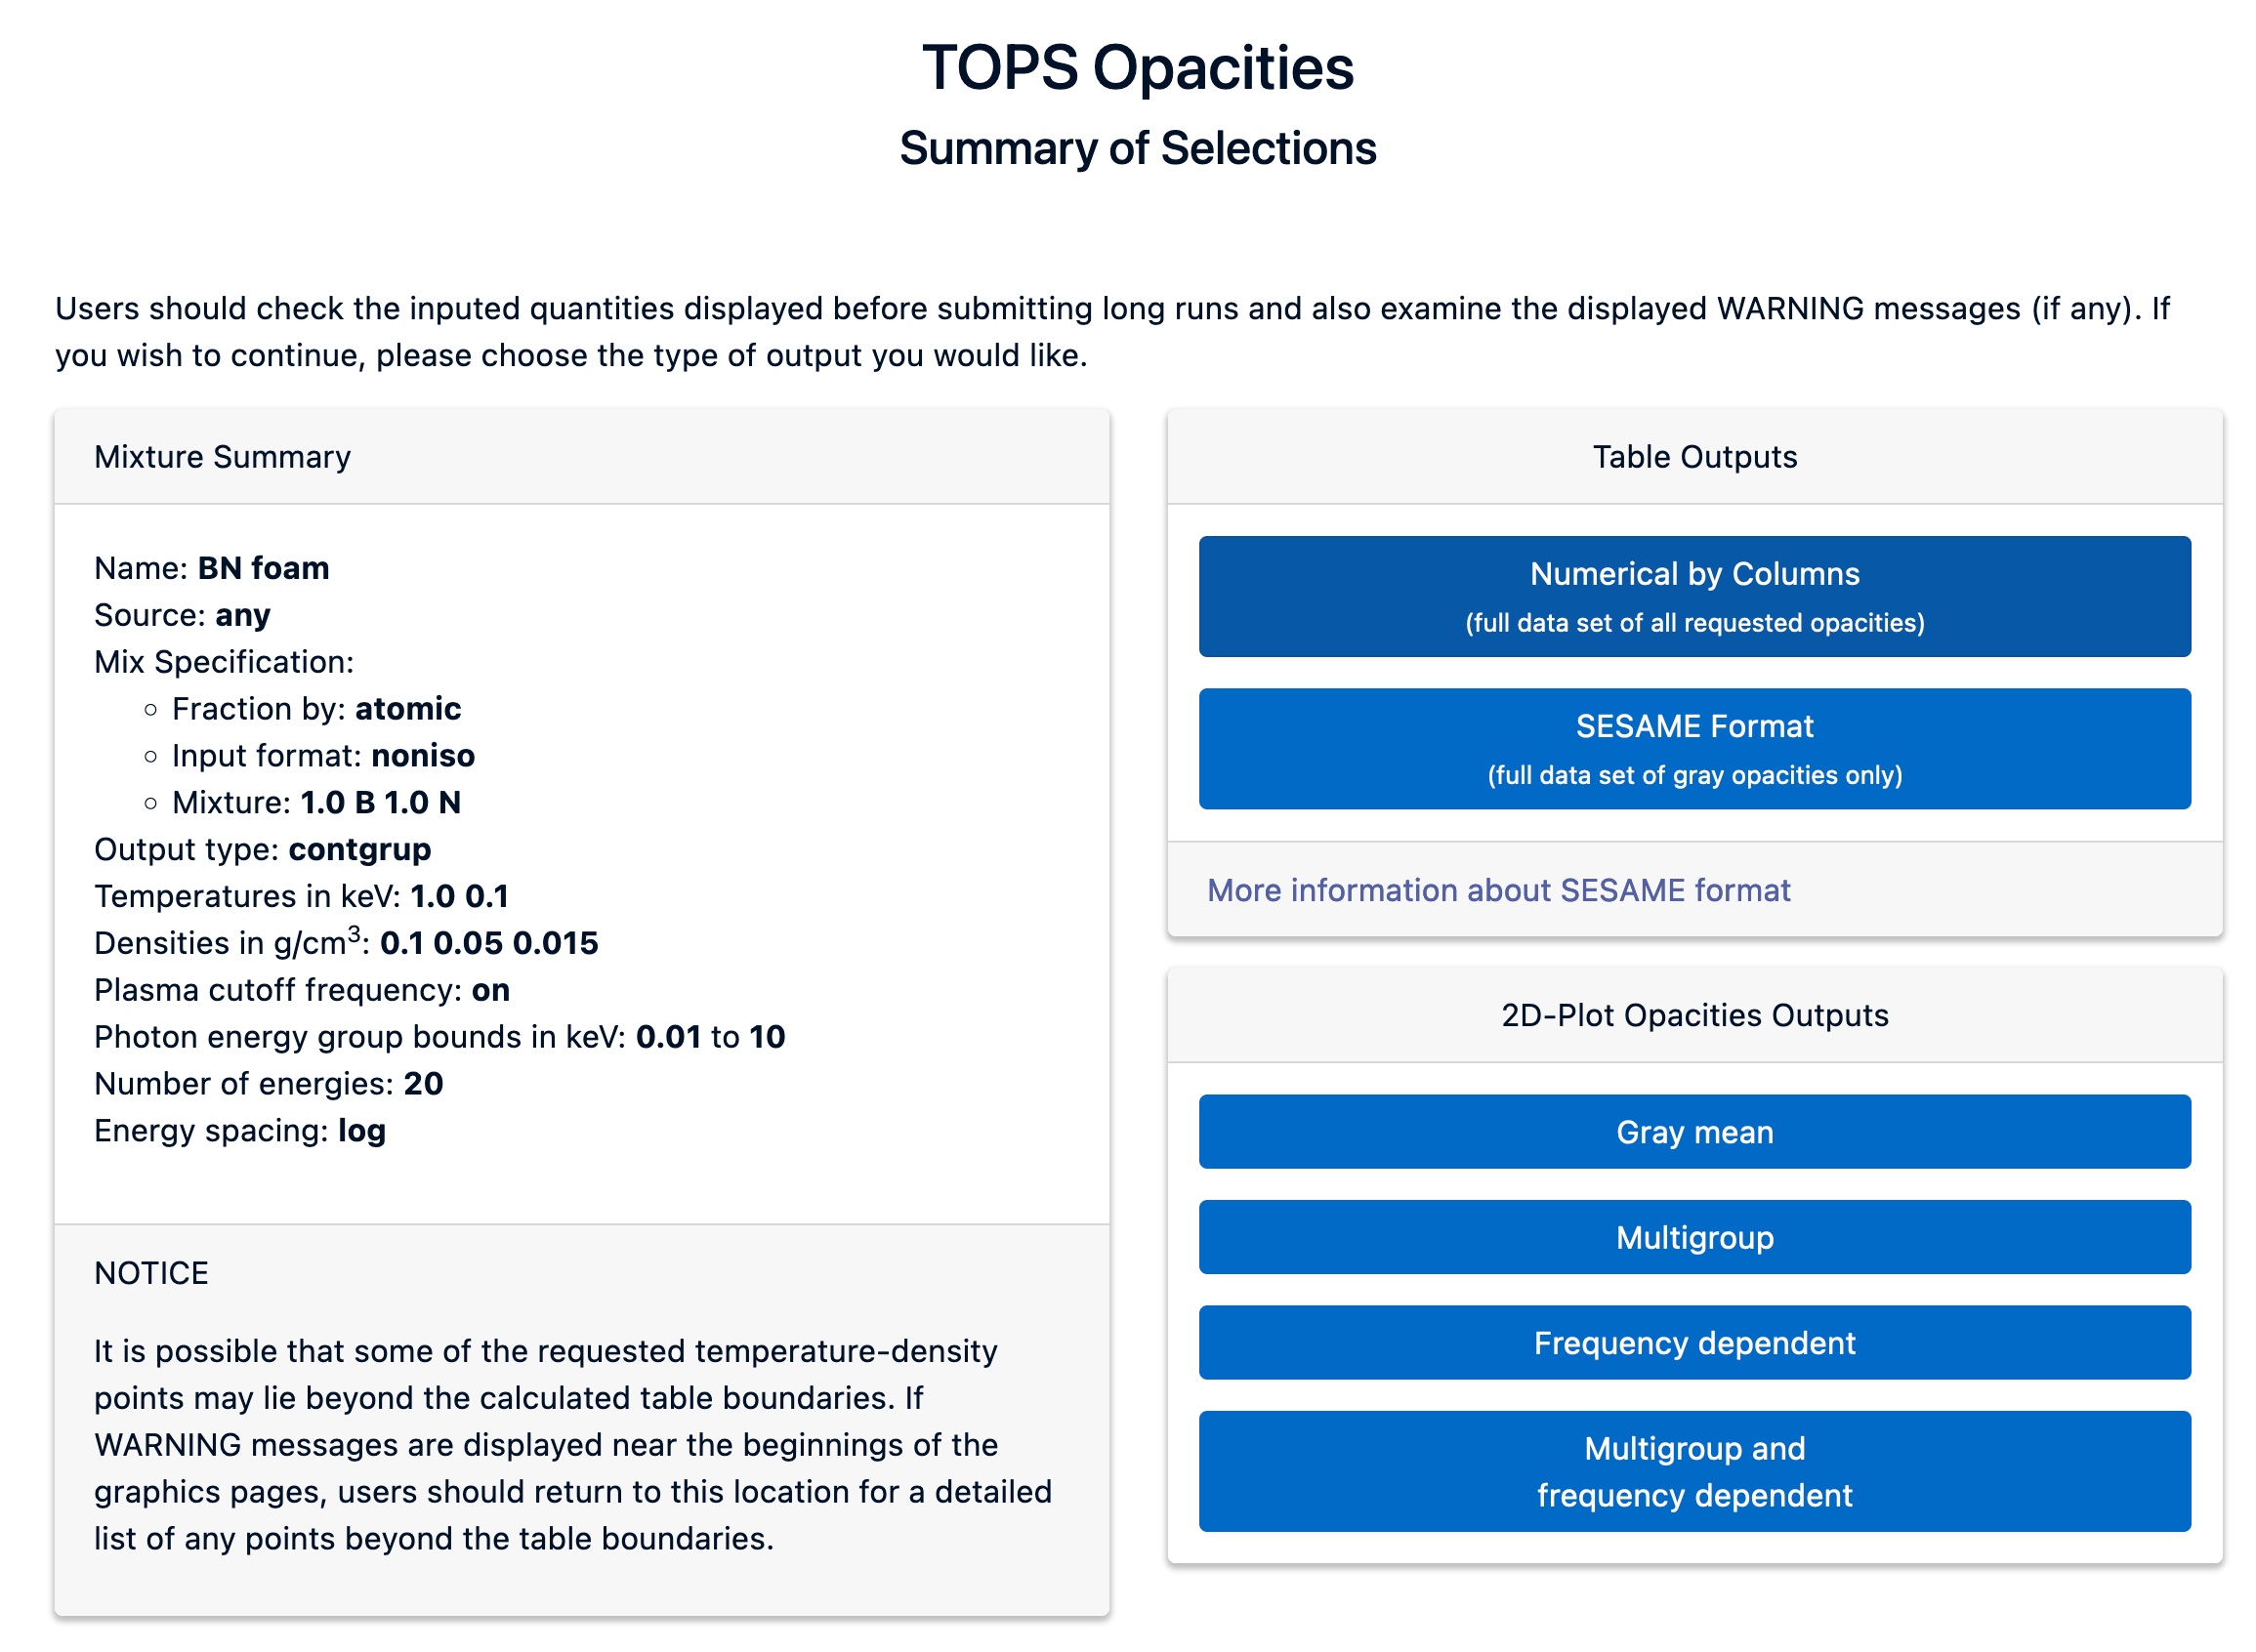 TOPS Opacities
Summary of Selections
Users should check the inputed quantities displayed before submitting long runs and also examine the displayed WARNING messages (if any). If
you wish to continue, please choose the type of output you would like.
Mixture Summary
Name: BN foam
Source: any
Mix Specification:
◦ Fraction by: atomic
◦ Input format: noniso
◦ Mixture: 1.0 B 1.0 N
Output type: contgrup
Temperatures in keV: 1.0 0.1
Densities in g/cm³: 0.1 0.05 0.015
Plasma cutoff frequency: on
Photon energy group bounds in keV: 0.01 to 10
Number of energies: 20
Energy spacing: log
NOTICE
It is possible that some of the requested temperature-density
points may lie beyond the calculated table boundaries. If
WARNING messages are displayed near the beginnings of the
graphics pages, users should return to this location for a detailed
list of any points beyond the table boundaries.
Table Outputs
Numerical by Columns
(full data set of all requested opacities)
SESAME Format
(full data set of gray opacities only)
More information about SESAME format
2D-Plot Opacities Outputs
Gray mean
Multigroup
Frequency dependent
Multigroup and
frequency dependent